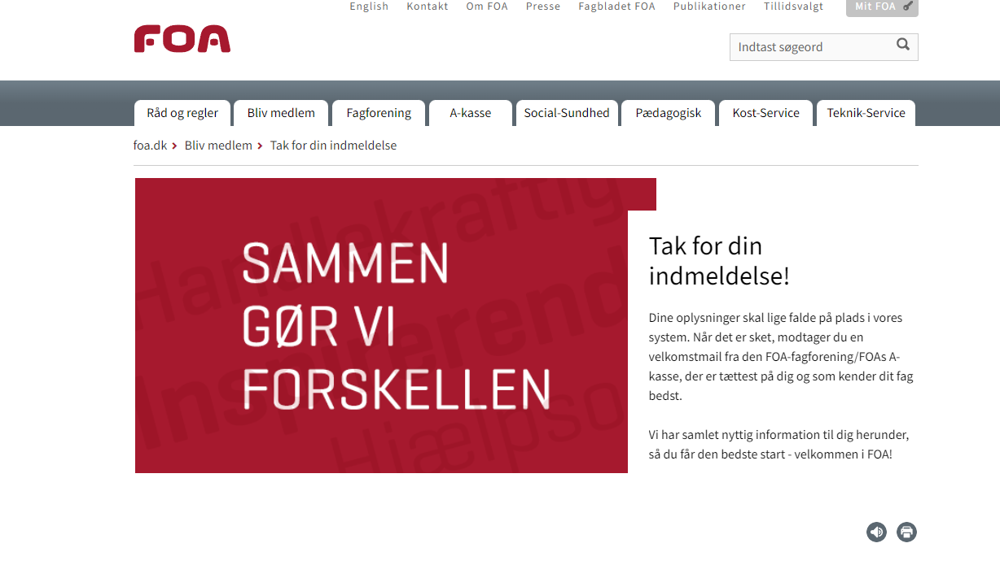 English Kontakt Om FOA Presse Fagbladet FOA Publikationer Tillidsvalgt Mit FOA
FOA
Indtast søgeord
Råd og regler Bliv medlem Fagforening A-kasse Social-Sundhed Pædagogisk Kost-Service Teknik-Service
foa.dk Bliv medlem Tak for din indmeldelse
Handlekraftig
SAMMEN
GØR VI
FORSKELLEN
Inspirerend
Hjælpso
Tak for din
indmeldelse!
Dine oplysninger skal lige falde på plads i vores
system. Når det er sket, modtager du en
velkomstmail fra den FOA-fagforening/FOAs A-
kasse, der er tættest på dig og som kender dit fag
bedst.
Vi har samlet nyttig information til dig herunder,
så du får den bedste start - velkommen i FOA!